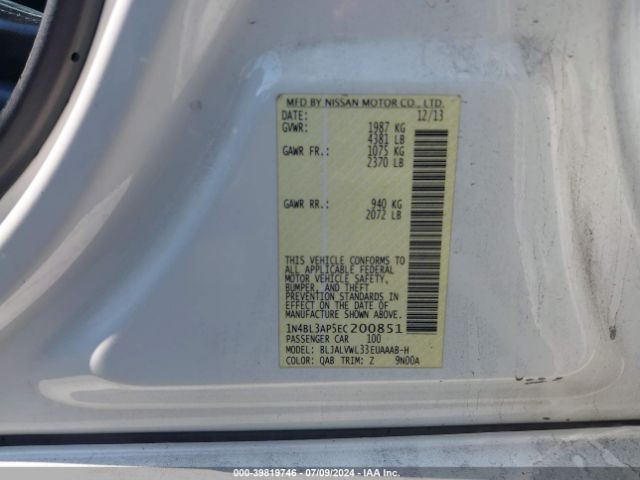 MFD BY NISSAN MOTOR CO., LTD.
DATE: 12/13
GVWR: 1987 KG
4381 LB
GAWR FR.: 1075 KG
2370 LB
GAWR RR.: 940 KG
2072 LB
THIS VEHICLE CONFORMS TO
ALL APPLICABLE FEDERAL
MOTOR VEHICLE SAFETY,
BUMPER, AND THEFT
PREVENTION STANDARDS IN
EFFECT ON THE DATE OF
MANUFACTURE SHOWN ABOVE.
1N4BL3AP5EC200851
PASSENGER CAR 100
MODEL: BLJALVWL33EUAAAB-H
COLOR: QAB TRIM: Z 9N00A
000-39819746 - 07/09/2024 - IAA Inc.